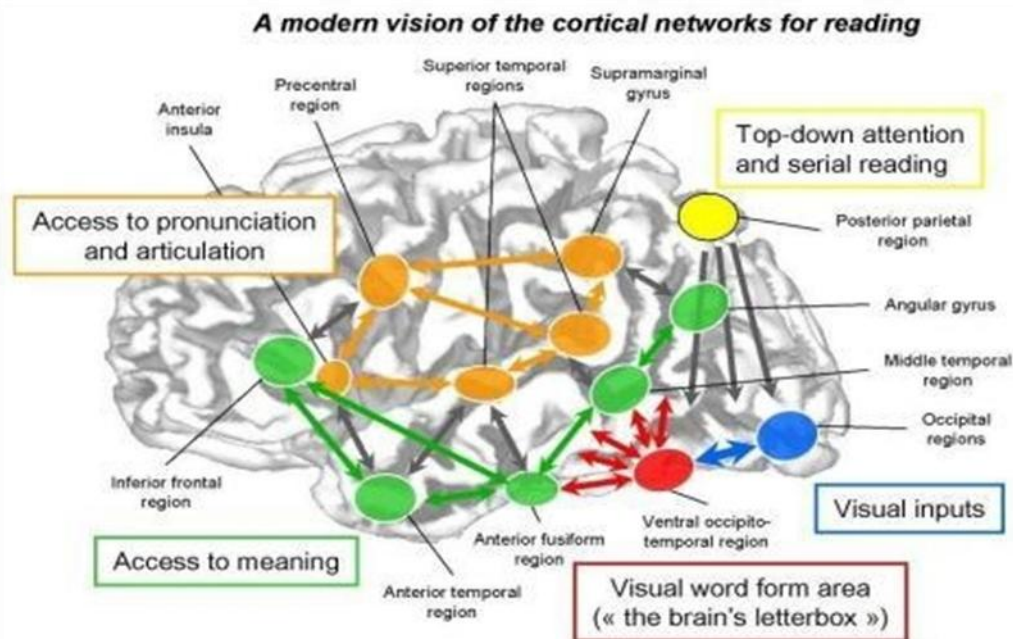 A modern vision of the cortical networks for reading
Superior temporal
regions
Supramarginal
gyrus
Precentral
region
Anterior
insula
Top-down attention
and serial reading
Access to pronunciation
and articulation
Posterior parietal
region
Angular gyrus
Middle temporal
region
Occipital
regions
Inferior frontal
region
Visual inputs
Ventral occipito-
temporal region
Anterior fusiform
region
Access to meaning
Anterior temporal
region
Visual word form area
(« the brain's letterbox »)